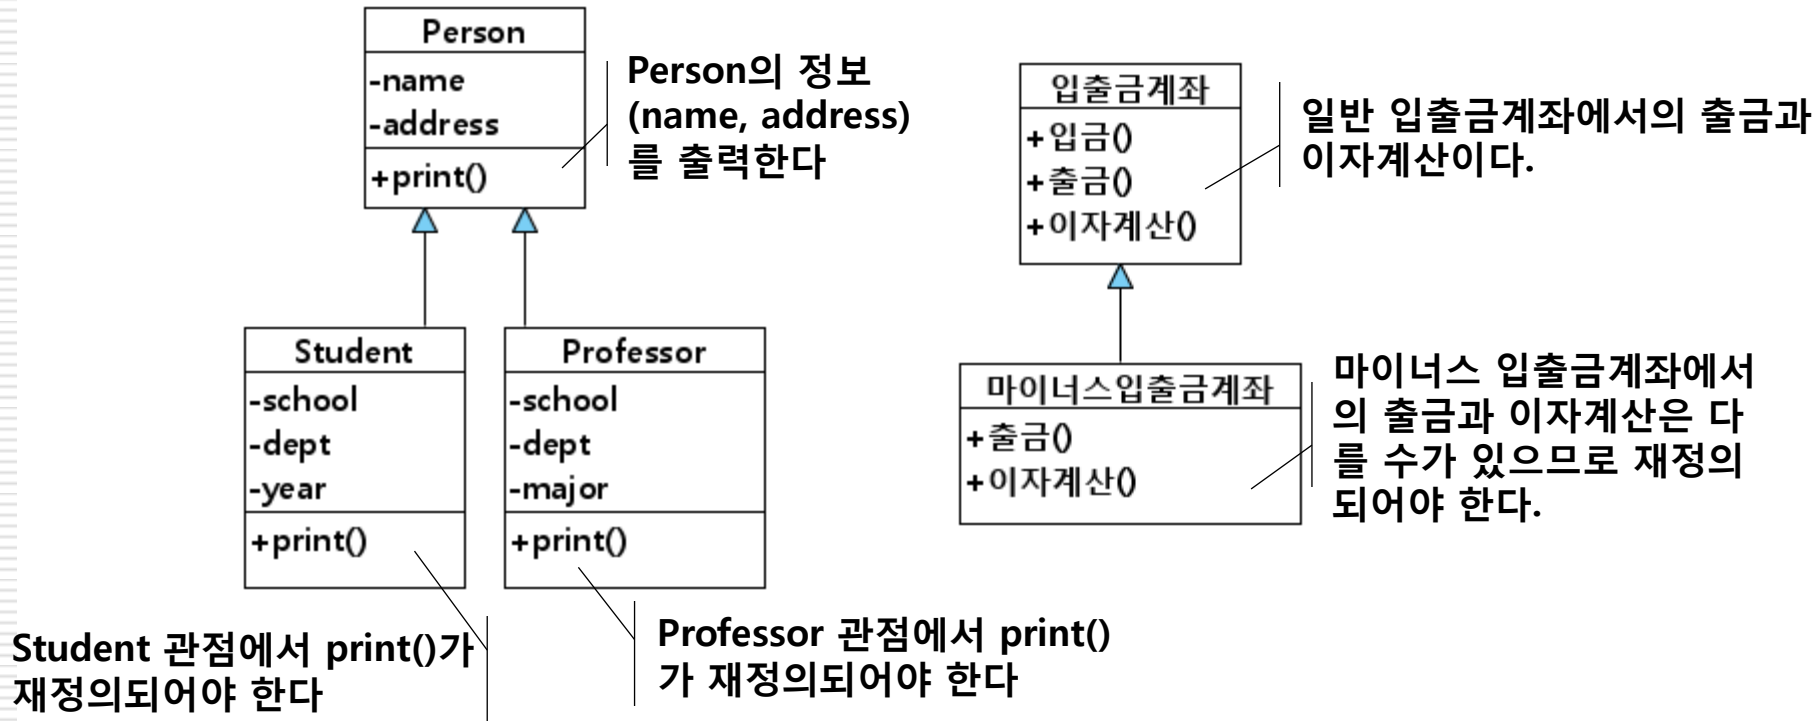 Person
-name
-address
+print()
Person의 정보
(name, address)
를 출력한다
Student
-school
-dept
-year
+print()
Professor
-school
-dept
-major
+print()
Student 관점에서 print()가
재정의되어야 한다
Professor 관점에서 print()
가 재정의되어야 한다
입출금계좌
+입금()
+출금()
+이자계산()
일반 입출금계좌에서의 출금과
이자계산이다.
마이너스입출금계좌
+출금()
+이자계산()
마이너스 입출금계좌에서
의 출금과 이자계산은 다
를 수가 있으므로 재정의
되어야 한다.